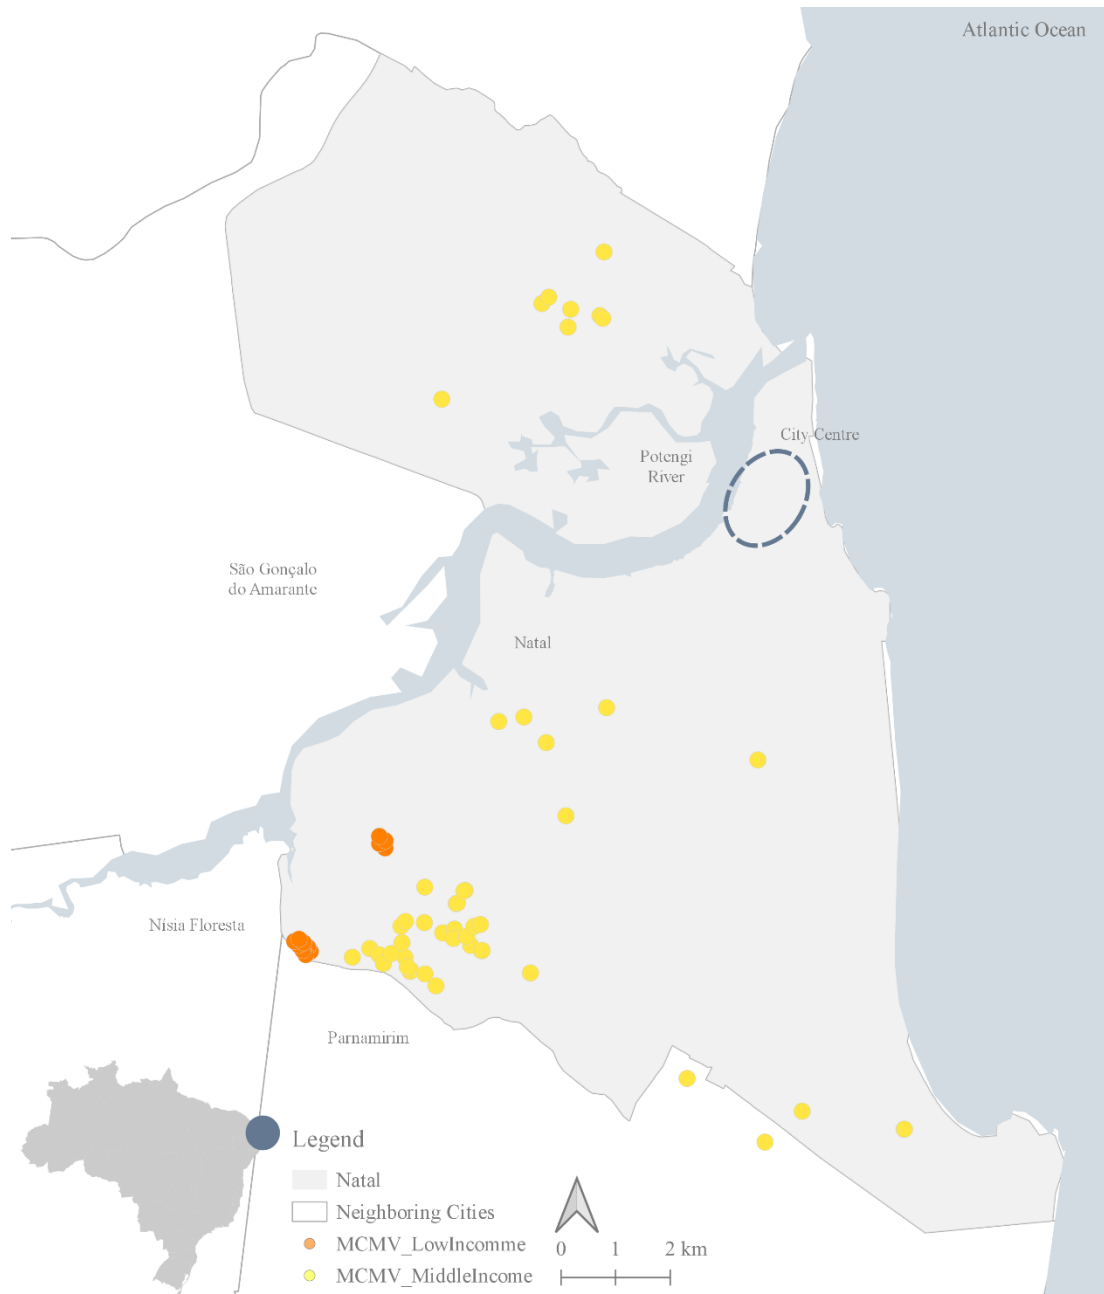 Atlantic Ocean
City Centre
Potengi
River
São Gonçalo
do Amarante
Natal
Nísia Floresta
Parnamirim
Legend
Natal
Neighboring Cities
MCMV_LowIncomme
MCMV_MiddleIncome
0 1 2 km